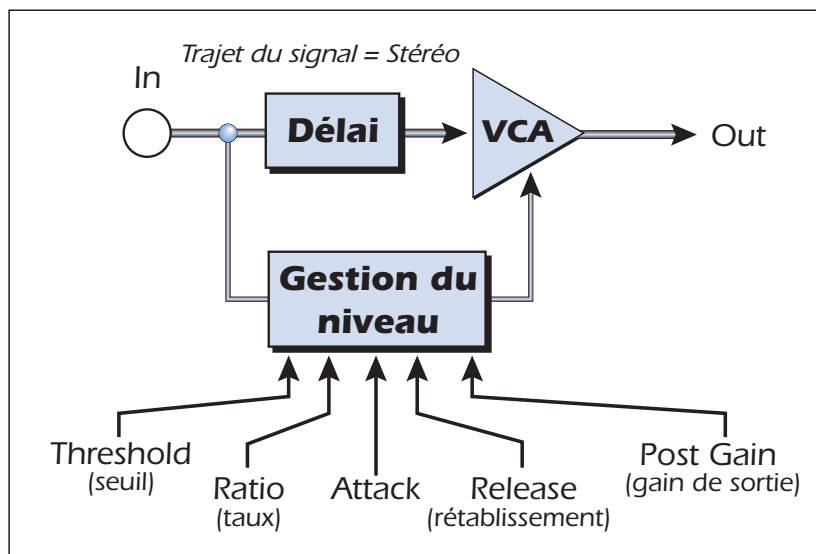 Trajet du signal = Stéréo
In
Délai
VCA
Out
Gestion du
niveau
Threshold
(seuil)
Ratio
(taux)
Attack
Release
(rétablissement)
Post Gain
(gain de sortie)